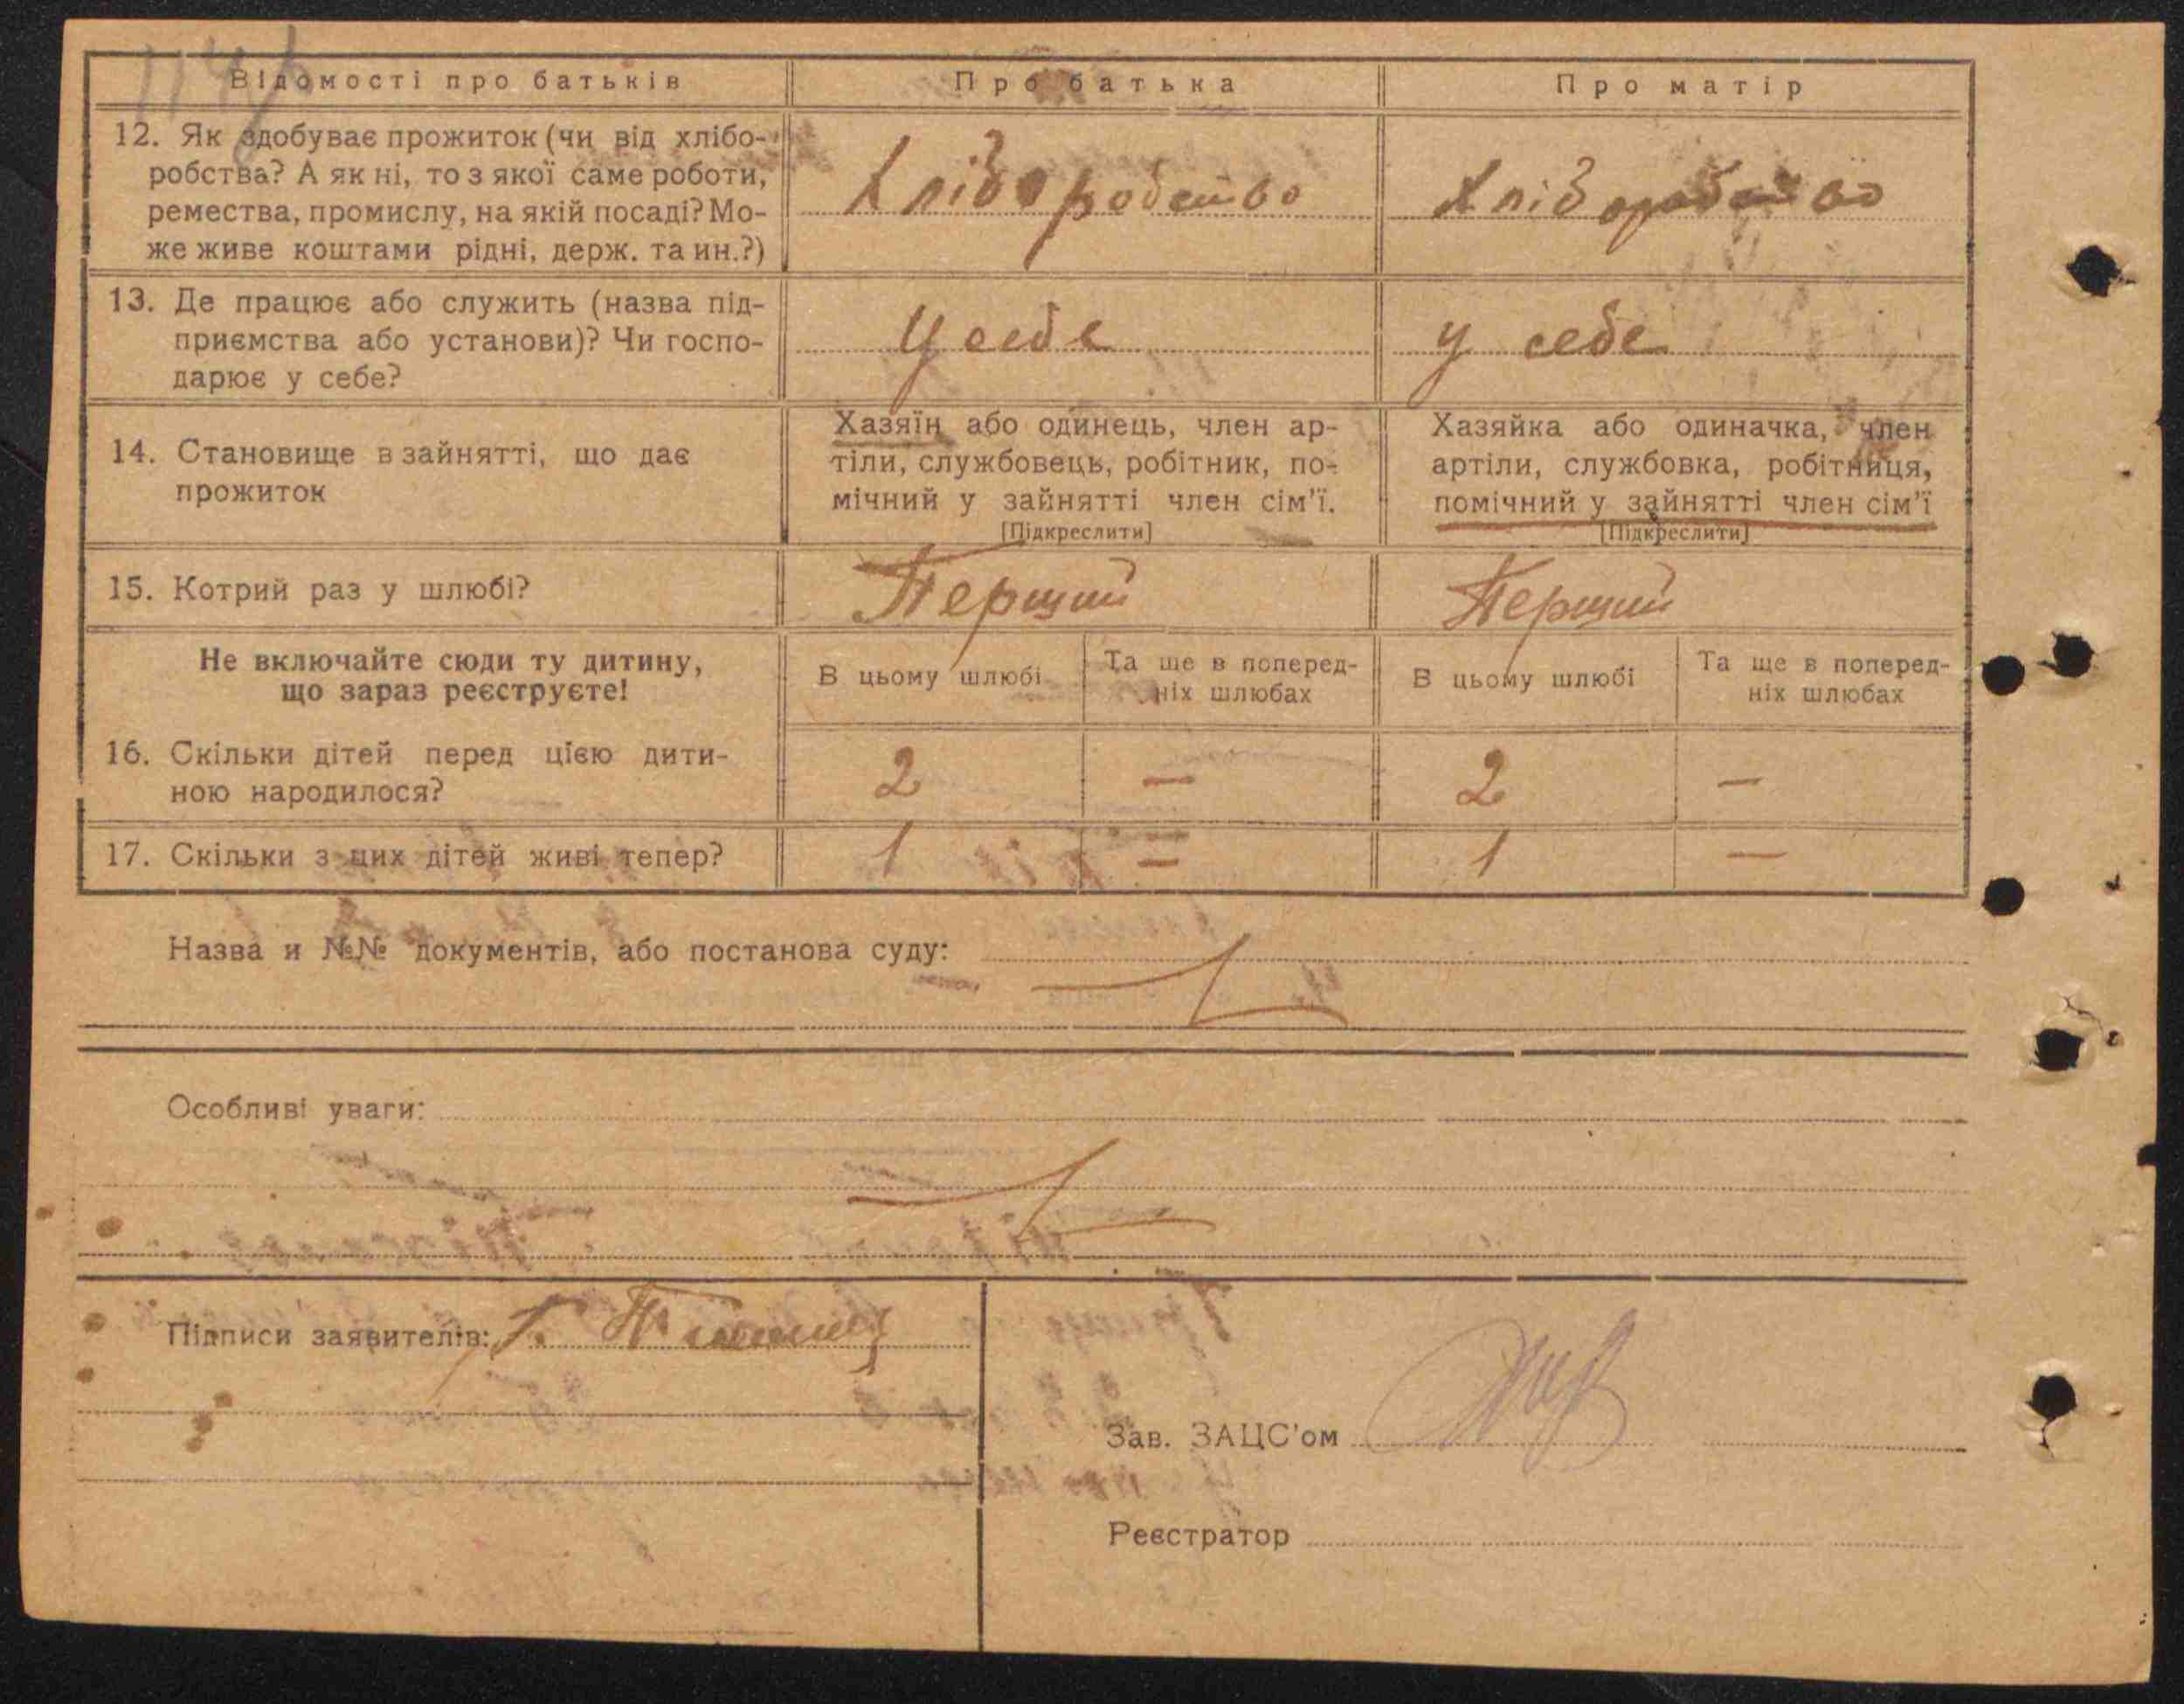 Відомості про батьків
Про батька
Про матір
12. Як здобуває прожиток (чи від хлібо-
робства? А як ні, то з якої саме роботи,
ремества, промислу, на якій посаді? Мо-
же живе коштами рідні, держ. та ин.?)
Хліборобство
Хліборобство
13. Де працює або служить (назва під-
приємства або установи)? Чи госпо-
дарює у себе?
У себе
у себе
14. Становище в зайнятті, що дає
прожиток
Хазяїн або одинець, член ар-
тіли, службовець, робітник, по-
мічний у зайнятті член сім'ї.
[Підкреслити]
Хазяйка або одиначка, член
артіли, службовка, робітниця,
помічний у зайнятті член сім'ї
[Підкреслити]
15. Котрий раз у шлюбі?
Перший
Перший
Не включайте сюди ту дитину,
що зараз реєструєте!
В цьому шлюбі
Та ще в поперед-
ніх шлюбах
В цьому шлюбі
Та ще в поперед-
ніх шлюбах
16. Скільки дітей перед цією дити-
ною народилося?
2
—
2
—
17. Скільки з цих дітей живі тепер?
1
—
1
—
Назва и №№ документів, або постанова суду:
Особливі уваги:
Підписи заявителів:
Зав. ЗАЦС'ом
Реєстратор